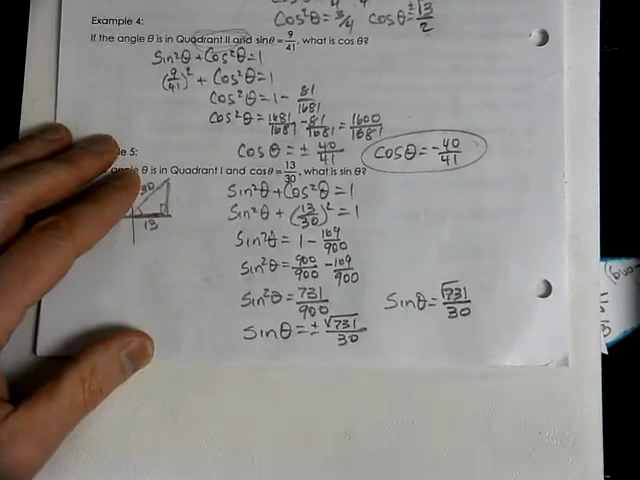 cos²θ = 3/4 cosθ = ±√3/2
Example 4:
If the angle θ is in Quadrant II and sinθ = 9/41, what is cos θ?
Sin²θ + Cos²θ = 1
(9/41)² + Cos²θ = 1
Cos²θ = 1 - 81/1681
Cos²θ = 1681/1681 - 81/1681 = 1600/1681
Cosθ = ± 40/41 Cosθ = -40/41
le 5:
angle θ is in Quadrant I and cosθ = 13/30, what is sin θ?
30
13
Sin²θ + Cos²θ = 1
Sin²θ + (13/30)² = 1
Sin²θ = 1 - 169/900
Sin²θ = 900/900 - 169/900
Sin²θ = 731/900 Sinθ = √731/30
Sinθ = ± √731/30